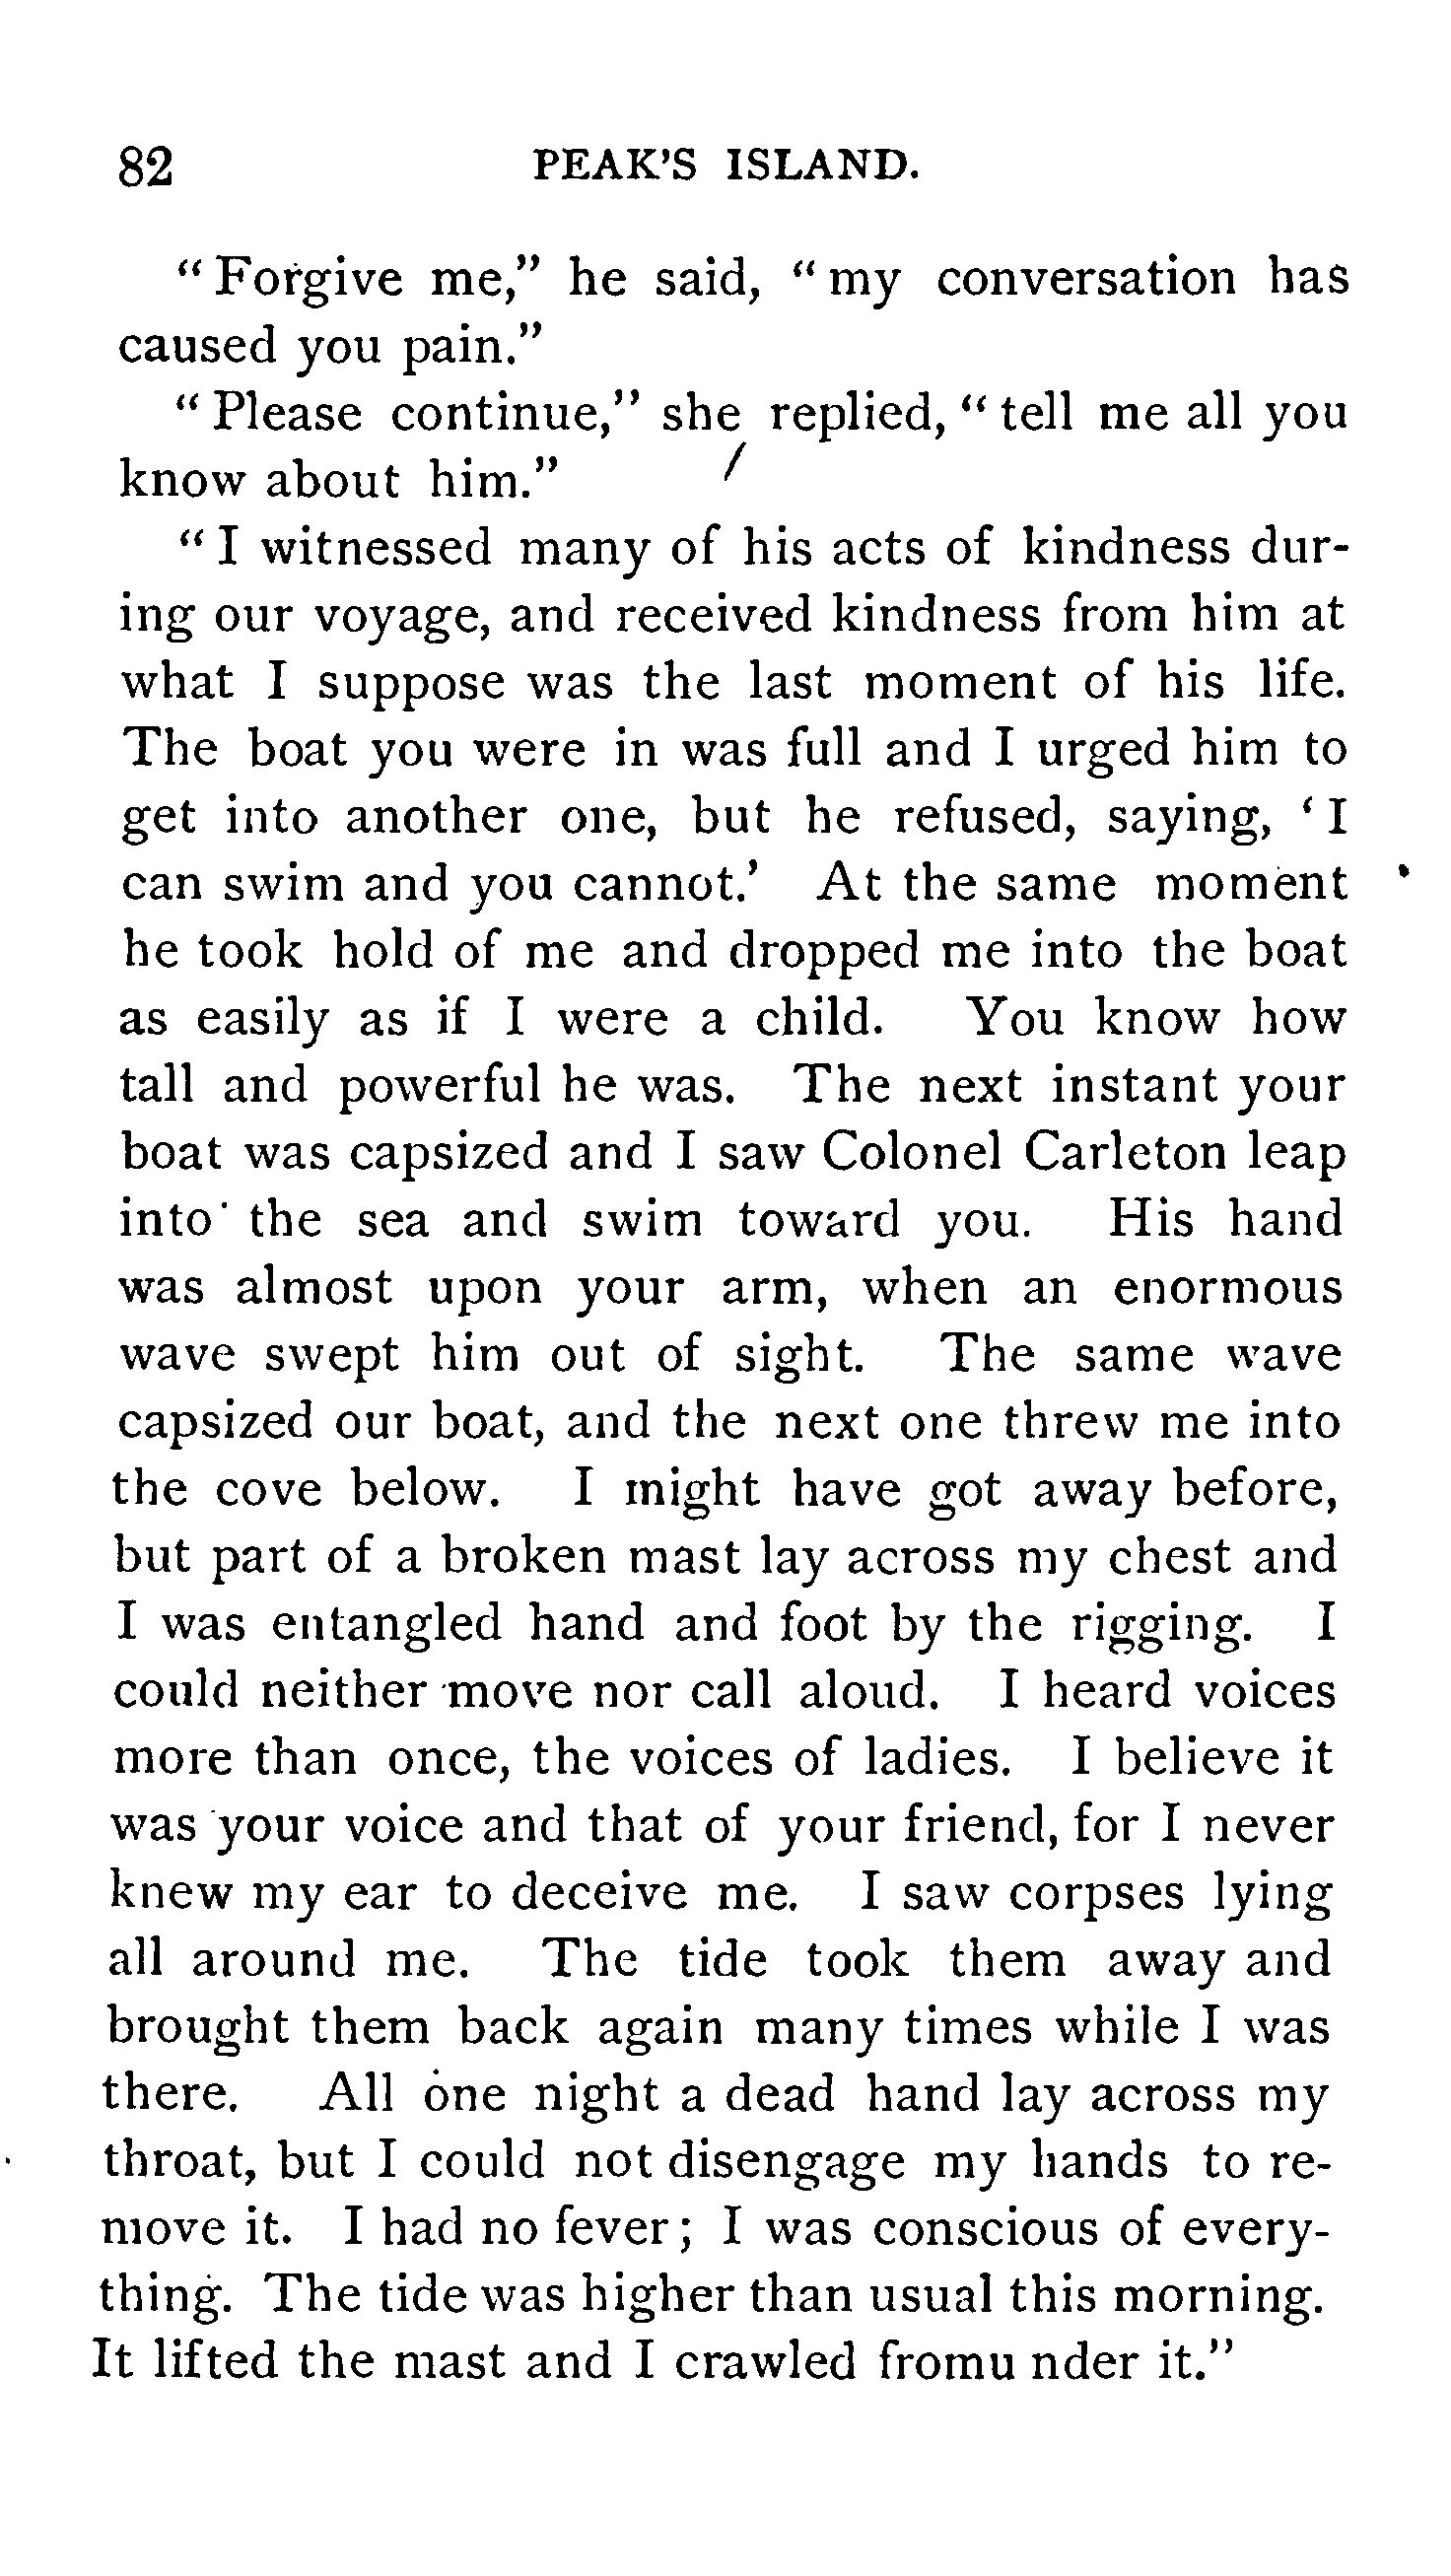 82 PEAK'S ISLAND.
"Forgive me," he said, "my conversation has
caused you pain."
"Please continue," she replied, "tell me all you
know about him."
"I witnessed many of his acts of kindness dur-
ing our voyage, and received kindness from him at
what I suppose was the last moment of his life.
The boat you were in was full and I urged him to
get into another one, but he refused, saying, 'I
can swim and you cannot.' At the same moment
he took hold of me and dropped me into the boat
as easily as if I were a child. You know how
tall and powerful he was. The next instant your
boat was capsized and I saw Colonel Carleton leap
into the sea and swim toward you. His hand
was almost upon your arm, when an enormous
wave swept him out of sight. The same wave
capsized our boat, and the next one threw me into
the cove below. I might have got away before,
but part of a broken mast lay across my chest and
I was entangled hand and foot by the rigging. I
could neither move nor call aloud. I heard voices
more than once, the voices of ladies. I believe it
was your voice and that of your friend, for I never
knew my ear to deceive me. I saw corpses lying
all around me. The tide took them away and
brought them back again many times while I was
there. All one night a dead hand lay across my
throat, but I could not disengage my hands to re-
move it. I had no fever; I was conscious of every-
thing. The tide was higher than usual this morning.
It lifted the mast and I crawled fromu nder it."